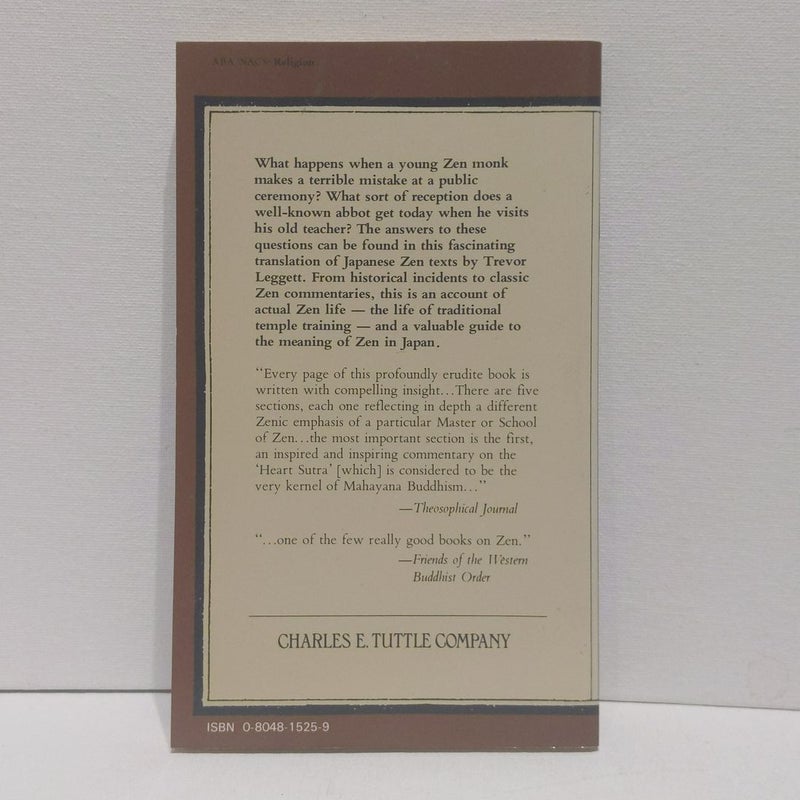 ABA NACS: Religion
What happens when a young Zen monk
makes a terrible mistake at a public
ceremony? What sort of reception does a
well-known abbot get today when he visits
his old teacher? The answers to these
questions can be found in this fascinating
translation of Japanese Zen texts by Trevor
Leggett. From historical incidents to classic
Zen commentaries, this is an account of
actual Zen life — the life of traditional
temple training — and a valuable guide to
the meaning of Zen in Japan.
“Every page of this profoundly erudite book is
written with compelling insight...There are five
sections, each one reflecting in depth a different
Zenic emphasis of a particular Master or School
of Zen...the most important section is the first,
an inspired and inspiring commentary on the
‘Heart Sutra’ [which] is considered to be the
very kernel of Mahayana Buddhism...”
—Theosophical Journal
“...one of the few really good books on Zen.”
—Friends of the Western
Buddhist Order
CHARLES E. TUTTLE COMPANY
ISBN 0-8048-1525-9